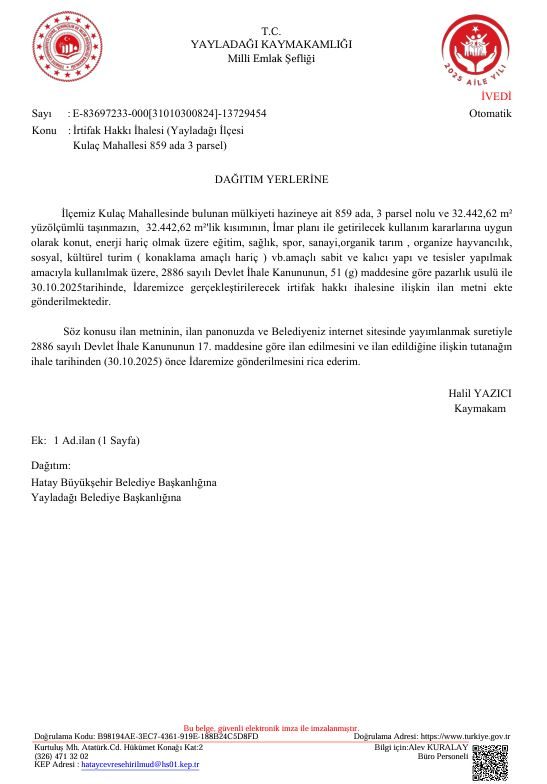 T.C.
YAYLADAĞI KAYMAKAMLIĞI
Milli Emlak Şefliği
2025 AİLE YILI
İVEDİ
Sayı : E-83697233-000[31010300824]-13729454 Otomatik
Konu : İrtifak Hakkı İhalesi (Yayladağı İlçesi
Kulaç Mahallesi 859 ada 3 parsel)
DAĞITIM YERLERİNE
İlçemiz Kulaç Mahallesinde bulunan mülkiyeti hazineye ait 859 ada, 3 parsel nolu ve 32.442,62 m²
yüzölçümlü taşınmazın, 32.442,62 m²'lik kısımının, İmar planı ile getirilecek kullanım kararlarına uygun
olarak konut, enerji hariç olmak üzere eğitim, sağlık, spor, sanayi,organik tarım , organize hayvancılık,
sosyal, kültürel turim ( konaklama amaçlı hariç ) vb.amaçlı sabit ve kalıcı yapı ve tesisler yapılmak
amacıyla kullanılmak üzere, 2886 sayılı Devlet İhale Kanununun, 51 (g) maddesine göre pazarlık usulü ile
30.10.2025tarihinde, İdaremizce gerçekleştirilerecek irtifak hakkı ihalesine ilişkin ilan metni ekte
gönderilmektedir.
Söz konusu ilan metninin, ilan panonuzda ve Belediyeniz internet sitesinde yayımlanmak suretiyle
2886 sayılı Devlet İhale Kanununun 17. maddesine göre ilan edilmesini ve ilan edildiğine ilişkin tutanağın
ihale tarihinden (30.10.2025) önce İdaremize gönderilmesini rica ederim.
Halil YAZICI
Kaymakam
Ek: 1 Ad.ilan (1 Sayfa)
Dağıtım:
Hatay Büyükşehir Belediye Başkanlığına
Yayladağı Belediye Başkanlığına
Bu belge, güvenli elektronik imza ile imzalanmıştır.
Doğrulama Kodu: B98194AE-3EC7-4361-919E-188B24C5D8FD Doğrulama Adresi: https://www.turkiye.gov.tr
Kurtuluş Mh. Atatürk.Cd. Hükümet Konağı Kat:2 Bilgi için:Alev KURALAY
(326) 471 32 02 Büro Personeli
KEP Adresi : hataycevresehirilmud@hs01.kep.tr